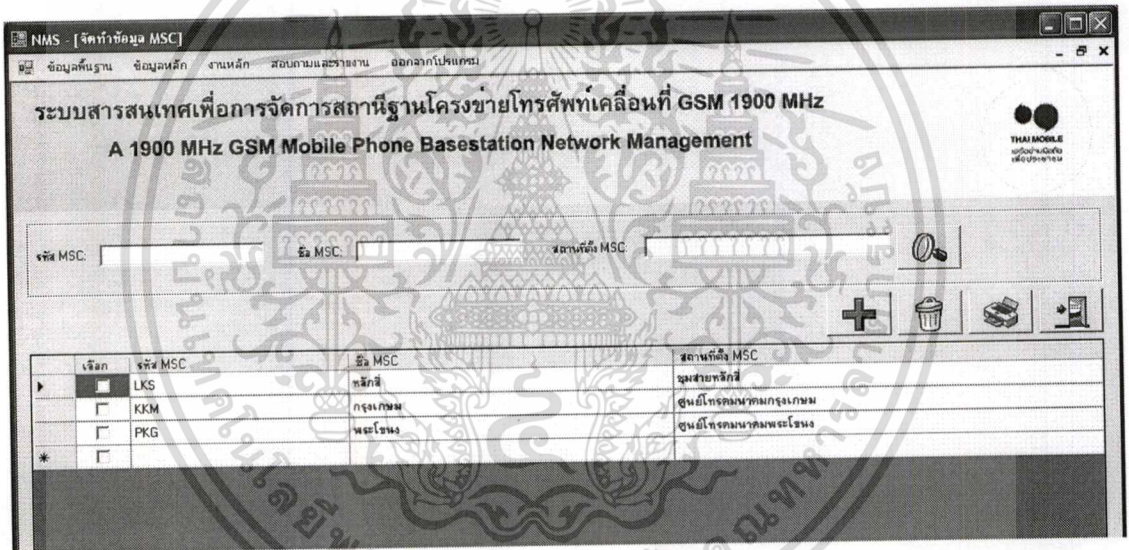 NMS - [จัดทำข้อมูล MSC]
ข้อมูลพื้นฐาน ข้อมูลหลัก งานหลัก สอบถามและรายงาน ออกจากโปรแกรม
ระบบสารสนเทศเพื่อการจัดการสถานีฐานโครงข่ายโทรศัพท์เคลื่อนที่ GSM 1900 MHz
A 1900 MHz GSM Mobile Phone Basestation Network Management
THAI MOBILE
เพื่อประชาชน
รหัส MSC: ชื่อ MSC: สถานที่ตั้ง MSC:
เลือก รหัส MSC ชื่อ MSC สถานที่ตั้ง MSC
LKS หลักสี่ ชุมสายหลักสี่
KKM กรุงเกษม ศูนย์โทรคมนาคมกรุงเกษม
PKG พระโขนง ศูนย์โทรคมนาคมพระโขนง